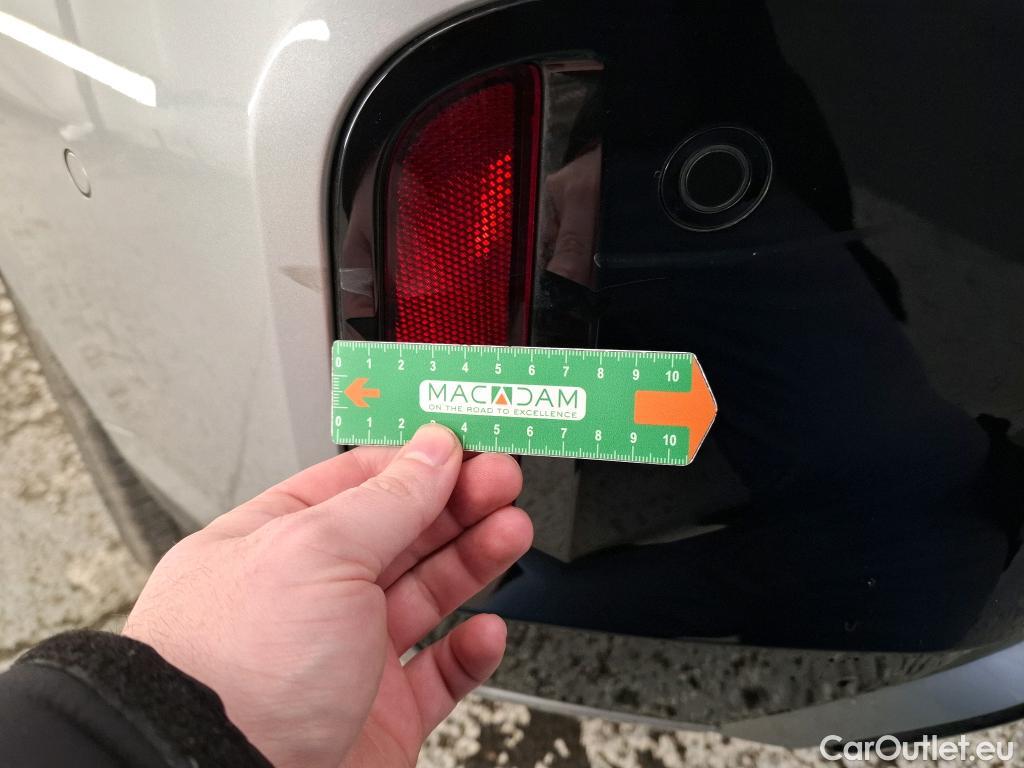 0 1 2 3 4 5 6 7 8 9 10
MACADAM
ON THE ROAD TO EXCELLENCE
0 1 2 3 4 5 6 7 8 9 10
CarOutlet.eu